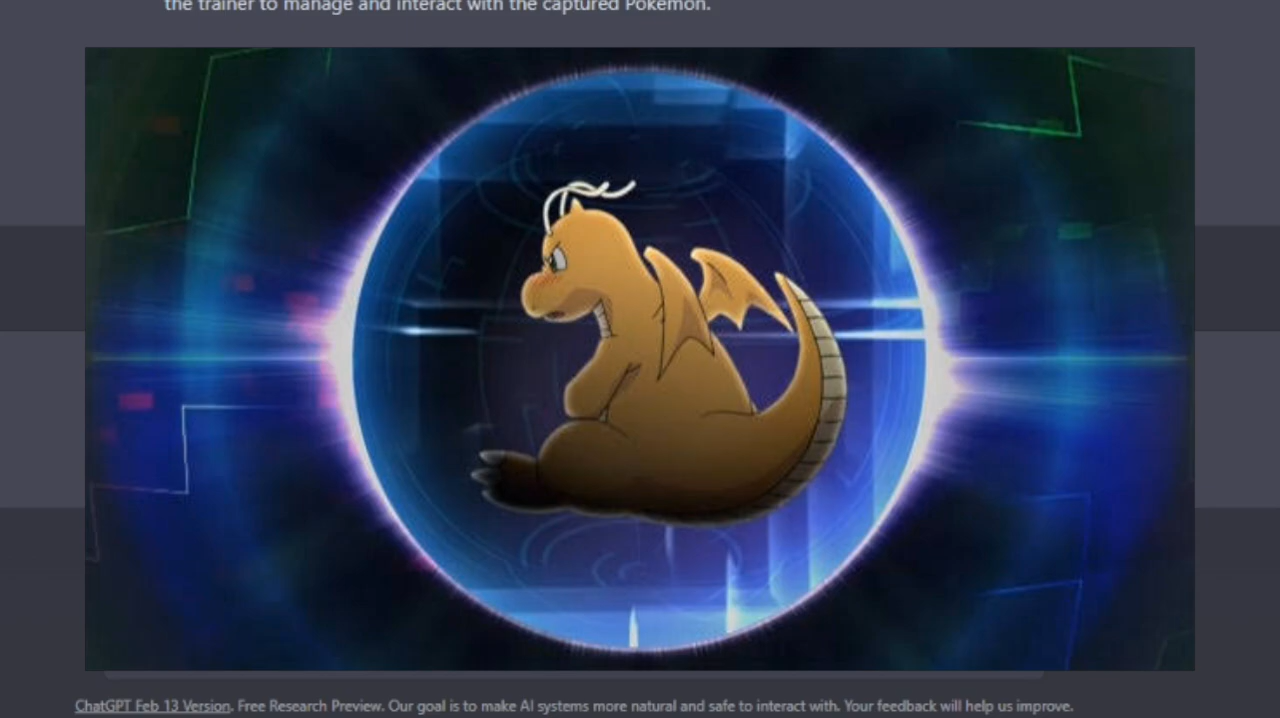 the trainer to manage and interact with the captured Pokémon.
ChatGPT Feb 13 Version. Free Research Preview. Our goal is to make AI systems more natural and safe to interact with. Your feedback will help us improve.